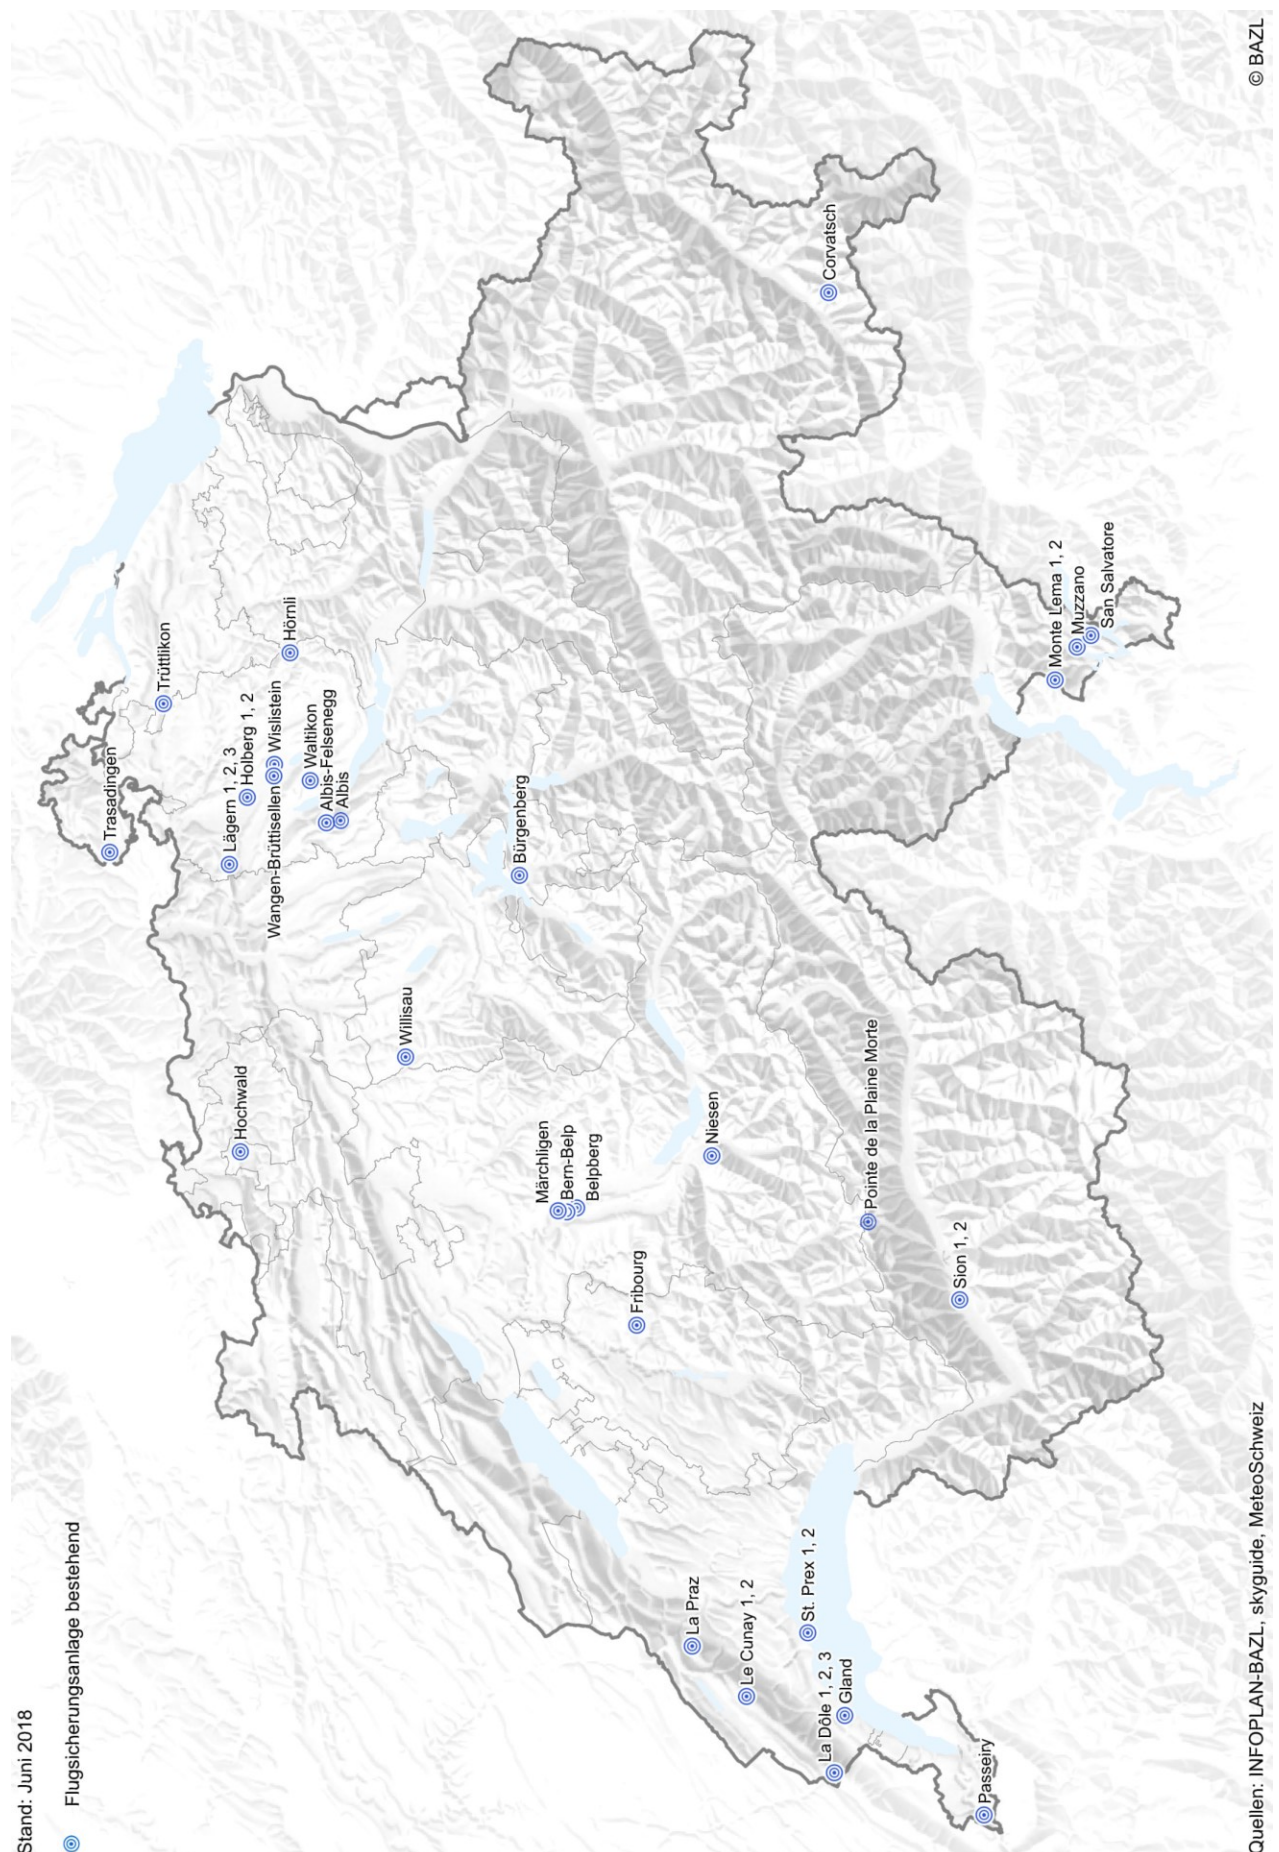 Stand: Juni 2018
Flugsicherungsanlage bestehend
Trasadingen
Trüttlikon
Lägern 1, 2, 3
Holberg 1, 2
Hochwald
Wangen-Brüttisellen
Wislistein
Hörnli
Waltikon
Albis-Felsenegg
Albis
Willisau
Bürgenberg
Märchligen
Bern-Belp
Belpberg
Fribourg
La Praz
Niesen
Le Cunay 1, 2
St. Prex 1, 2
La Dôle 1, 2, 3
Gland
Corvatsch
Pointe de la Plaine Morte
Sion 1, 2
Passeiry
Monte Lema 1, 2
Muzzano
San Salvatore
Quellen: INFOPLAN-BAZL, skyguide, MeteoSchweiz
© BAZL